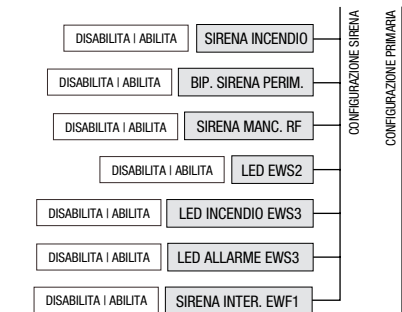 DISABILITA | ABILITA SIRENA INCENDIO
DISABILITA | ABILITA BIP. SIRENA PERIM.
DISABILITA | ABILITA SIRENA MANC. RF
DISABILITA | ABILITA LED EWS2
DISABILITA | ABILITA LED INCENDIO EWS3
DISABILITA | ABILITA LED ALLARME EWS3
DISABILITA | ABILITA SIRENA INTER. EWF1
CONFIGURAZIONE SIRENA
CONFIGURAZIONE PRIMARIA